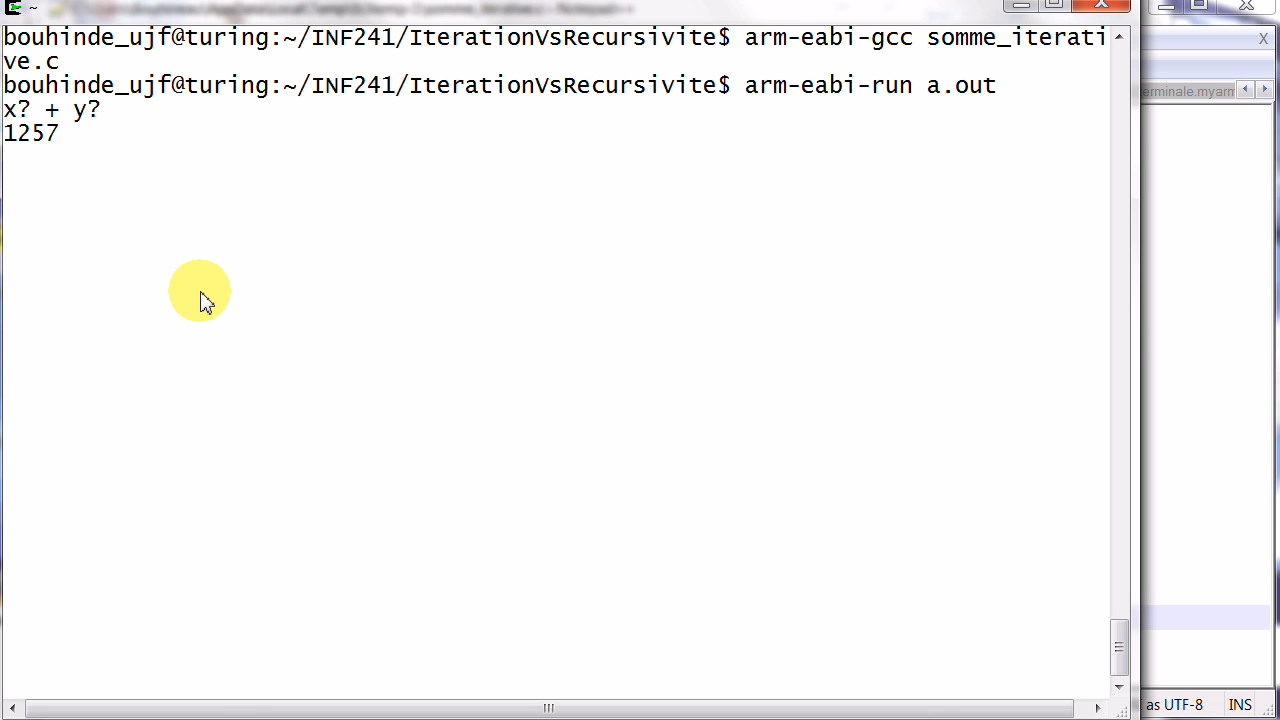 ~
bouhinde_ujf@turing:~/INF241/IterationVsRecursivite$ arm-eabi-gcc somme_iterati
ve.c
bouhinde_ujf@turing:~/INF241/IterationVsRecursivite$ arm-eabi-run a.out
x? + y?
1257
erminale.myarm
as UTF-8 INS